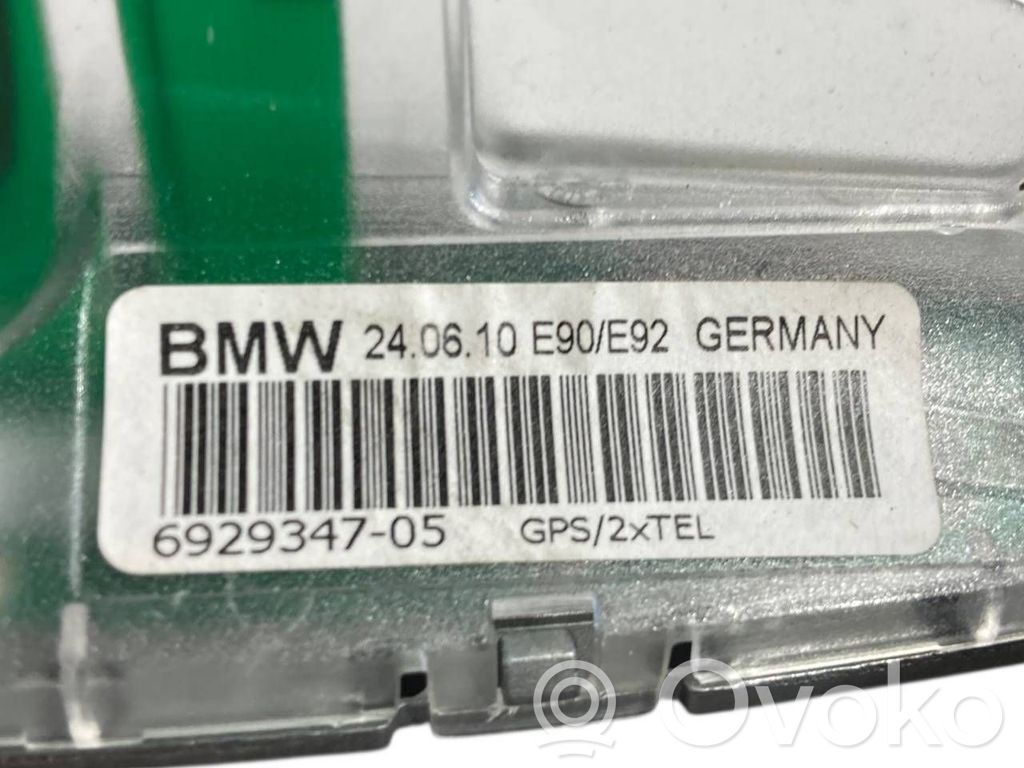 BMW 24.06.10 E90/E92 GERMANY
6929347-05 GPS/2xTEL
Ovoko